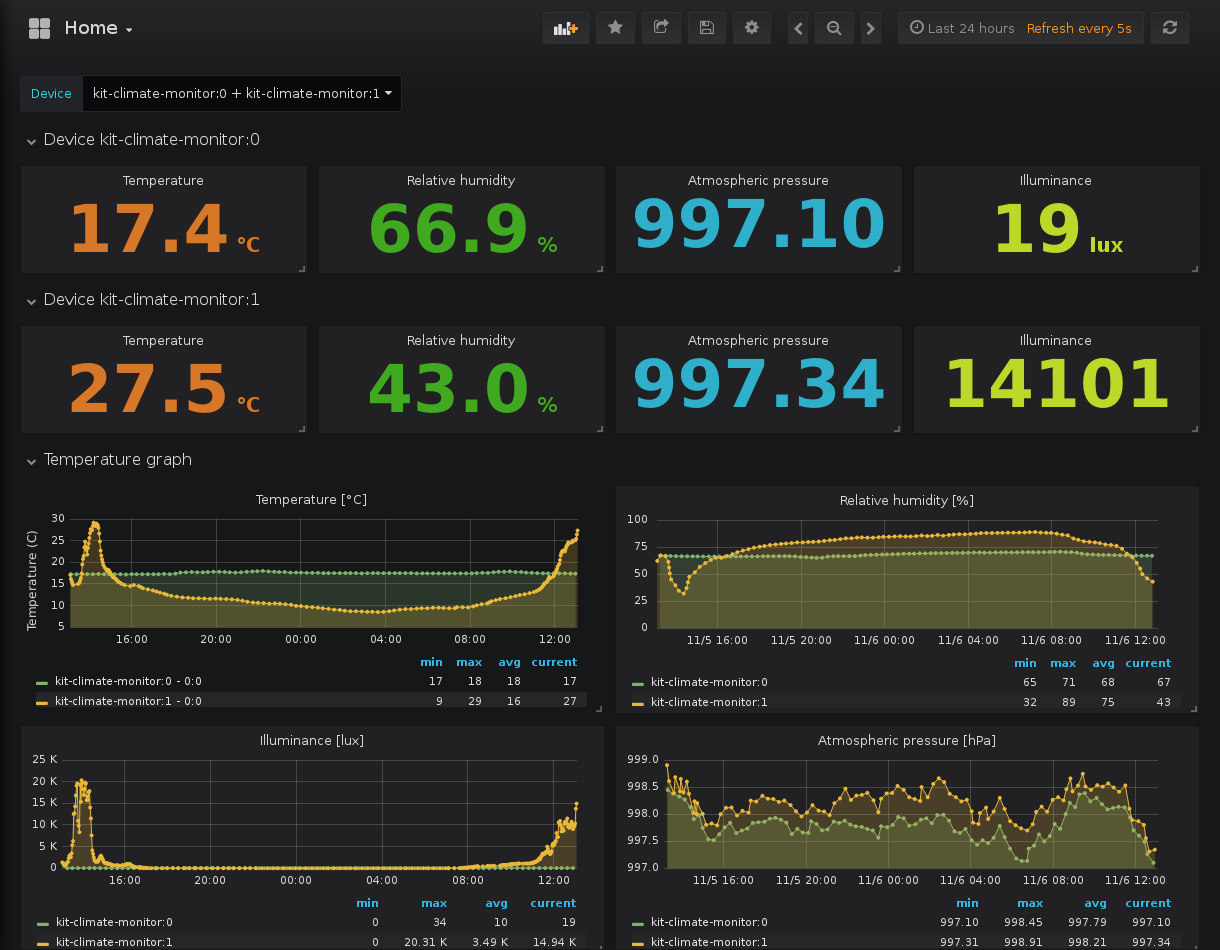 Home
Last 24 hours Refresh every 5s
Device kit-climate-monitor:0 + kit-climate-monitor:1
Device kit-climate-monitor:0
Temperature Relative humidity Atmospheric pressure Illuminance
17.4 °C 66.9 % 997.10 19 lux
Device kit-climate-monitor:1
Temperature Relative humidity Atmospheric pressure Illuminance
27.5 °C 43.0 % 997.34 14101
Temperature graph
Temperature [°C]
Temperature (C)
30
25
20
15
10
5
16:00 20:00 00:00 04:00 08:00 12:00
min max avg current
kit-climate-monitor:0 - 0:0 17 18 18 17
kit-climate-monitor:1 - 0:0 9 29 16 27
Relative humidity [%]
100
75
50
25
0
11/5 16:00 11/5 20:00 11/6 00:00 11/6 04:00 11/6 08:00 11/6 12:00
min max avg current
kit-climate-monitor:0 65 71 68 67
kit-climate-monitor:1 32 89 75 43
Illuminance [lux]
25 K
20 K
15 K
10 K
5 K
0
16:00 20:00 00:00 04:00 08:00 12:00
min max avg current
kit-climate-monitor:0 0 34 10 19
kit-climate-monitor:1 0 20.31 K 3.49 K 14.94 K
Atmospheric pressure [hPa]
999.0
998.5
998.0
997.5
997.0
11/5 16:00 11/5 20:00 11/6 00:00 11/6 04:00 11/6 08:00 11/6 12:00
min max avg current
kit-climate-monitor:0 997.10 998.45 997.79 997.10
kit-climate-monitor:1 997.31 998.91 998.21 997.34